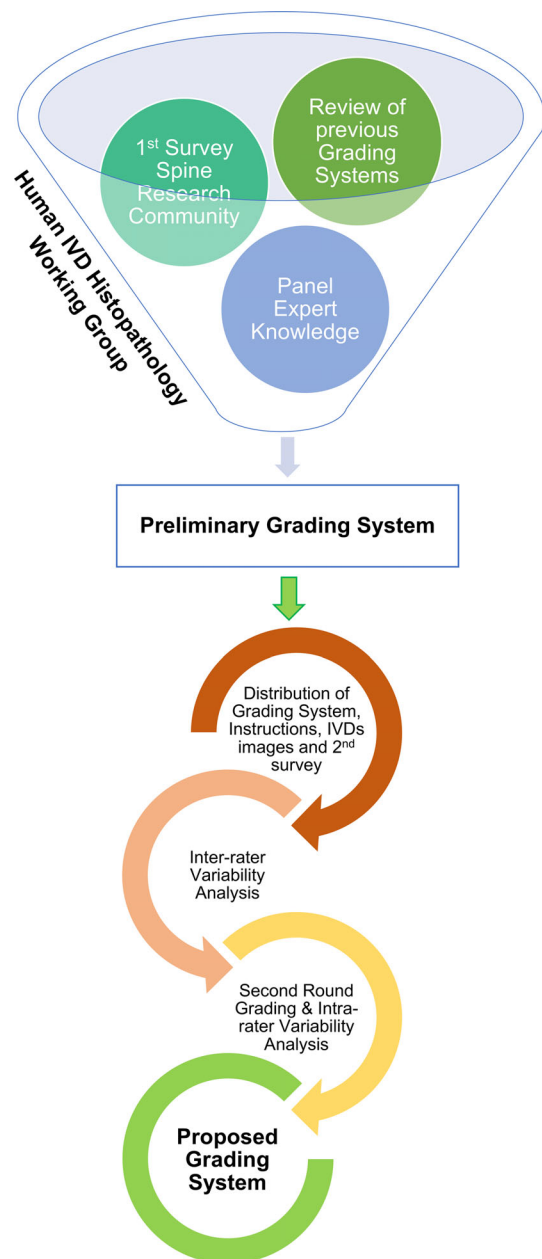 Review of
previous
Grading
Systems
1st Survey
Spine
Research
Community
Panel
Expert
Knowledge
Human IVD Histopathology
Working Group
Preliminary Grading System
Distribution of
Grading System,
Instructions, IVDs
images and 2nd
survey
Inter-rater
Variability
Analysis
Second Round
Grading & Intra-
rater Variability
Analysis
Proposed
Grading
System